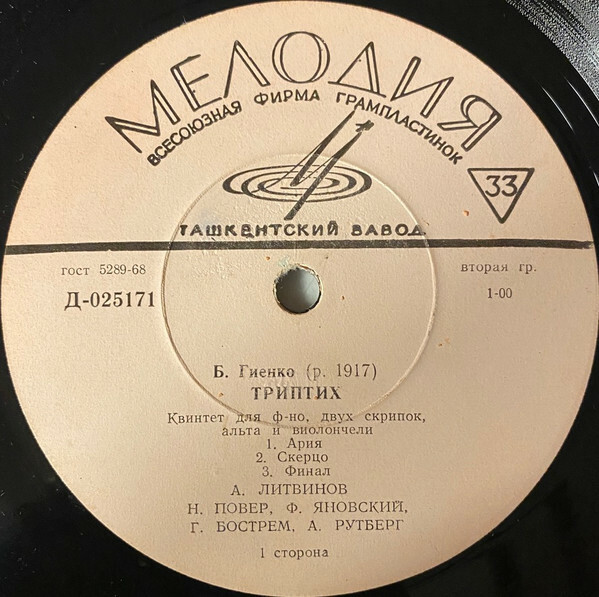 МЕЛОДИЯ
ВСЕСОЮЗНАЯ ФИРМА ГРАМПЛАСТИНОК
33
ТАШКЕНТСКИЙ ЗАВОД
гост 5289-68
вторая гр.
Д-025171
1-00
Б. Гиенко (р. 1917)
ТРИПТИХ
Квинтет для ф-но, двух скрипок,
альта и виолончели
1. Ария
2. Скерцо
3. Финал
А. ЛИТВИНОВ
Н. ПОВЕР, Ф. ЯНОВСКИЙ,
Г. БОСТРЕМ, А. РУТБЕРГ
1 сторона